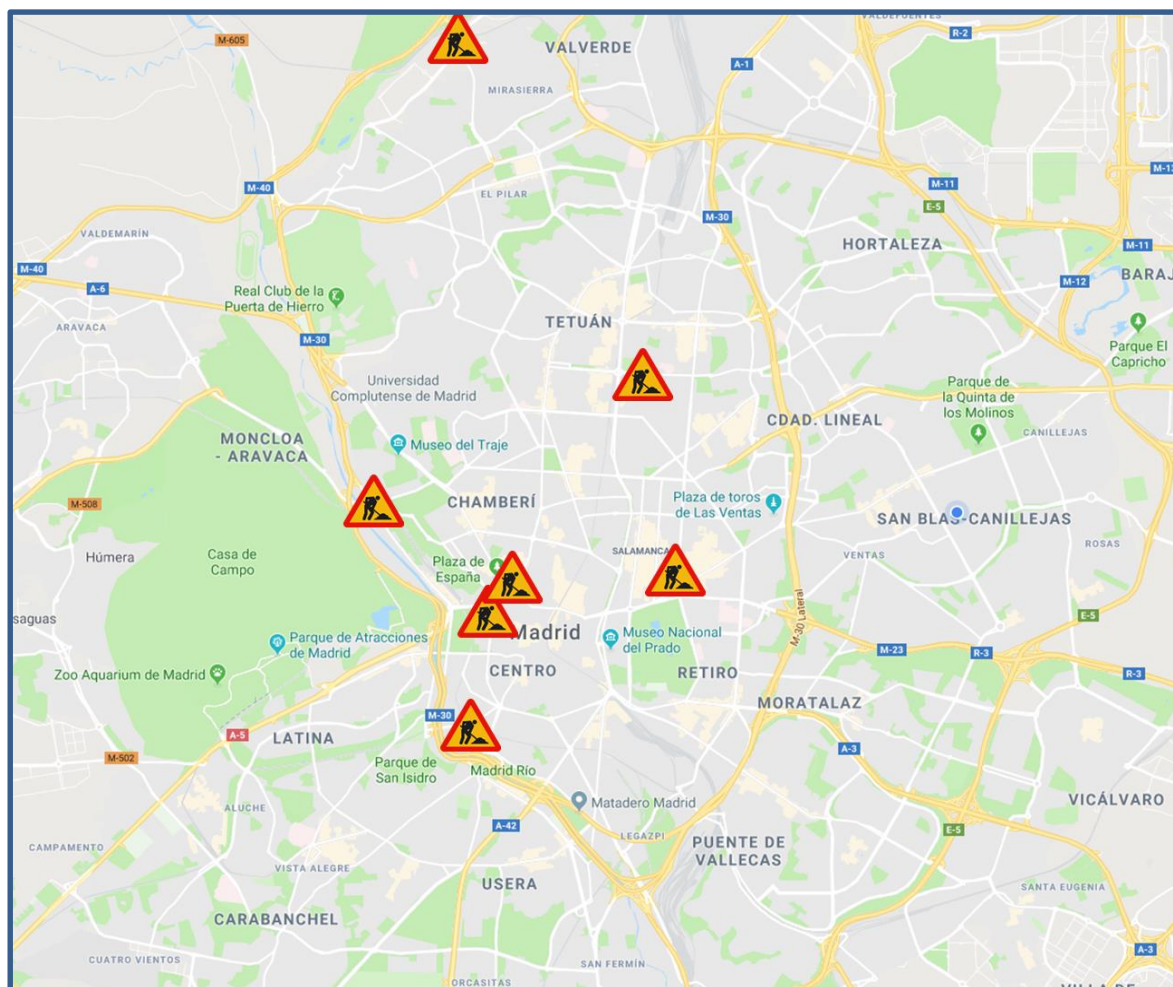 VALDEFUENTES
M-605
R-2
VALVERDE
A-1
MIRASIERRA
M-40
EL PILAR
M-11
E-5
M-30
VALDEMARÍN
HORTALEZA
M-11
M-40
A-6
M-12
Real Club de la
Puerta de Hierro
ARAVACA
TETUÁN
M-30
Parque El
Capricho
Universidad
Complutense de Madrid
Parque de
la Quinta de
los Molinos
CDAD. LINEAL
CANILLEJAS
MONCLOA
- ARAVACA
Museo del Traje
M-508
CHAMBERÍ
Plaza de toros
de Las Ventas
SAN BLAS-CANILLEJAS
Húmera
Casa de
Campo
Plaza de
España
SALAMANCA
VENTAS
ROSAS
M-30 Lateral
E-5
Parque de Atracciones
de Madrid
Madrid
Museo Nacional
del Prado
M-23
R-3
R-3
Zoo Aquarium de Madrid
CENTRO
RETIRO
MORATALAZ
M-30
A-5
LATINA
A-3
M-502
Parque de
San Isidro
Madrid Río
ALUCHE
Matadero Madrid
VICÁLVARO
A-42
LEGAZPI
E-5
CAMPAMENTO
PUENTE DE
VALLECAS
VISTA ALEGRE
USERA
SANTA EUGENIA
CARABANCHEL
A-3
CUATRO VIENTOS
SAN FERMÍN
ORCASITAS